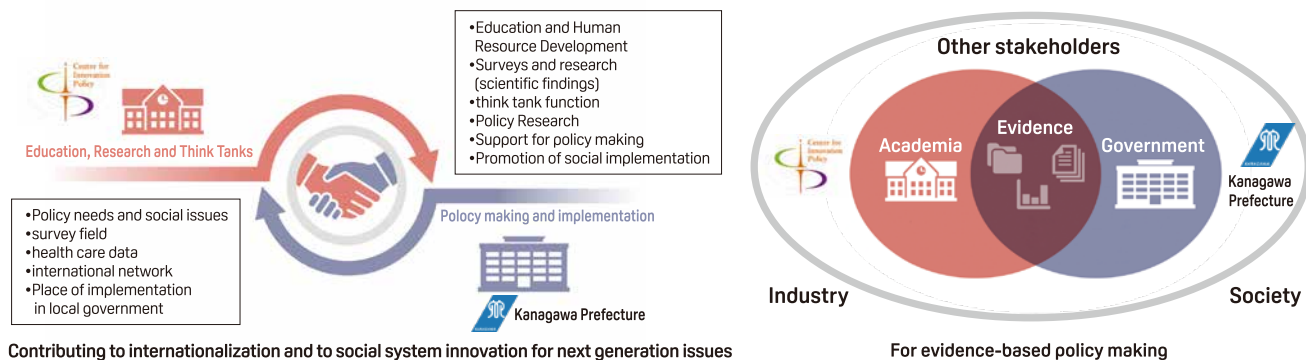 Center for
Innovation
Policy
Education, Research and Think Tanks
•Education and Human
Resource Development
•Surveys and research
(scientific findings)
•think tank function
•Policy Research
•Support for policy making
•Promotion of social implementation
•Policy needs and social issues
•survey field
•health care data
•international network
•Place of implementation
in local government
Polocy making and implementation
Kanagawa Prefecture
Contributing to internationalization and to social system innovation for next generation issues
Other stakeholders
Center for
Innovation
Policy
Academia
Evidence
Government
KANAGAWA
Kanagawa
Prefecture
Industry
Society
For evidence-based policy making